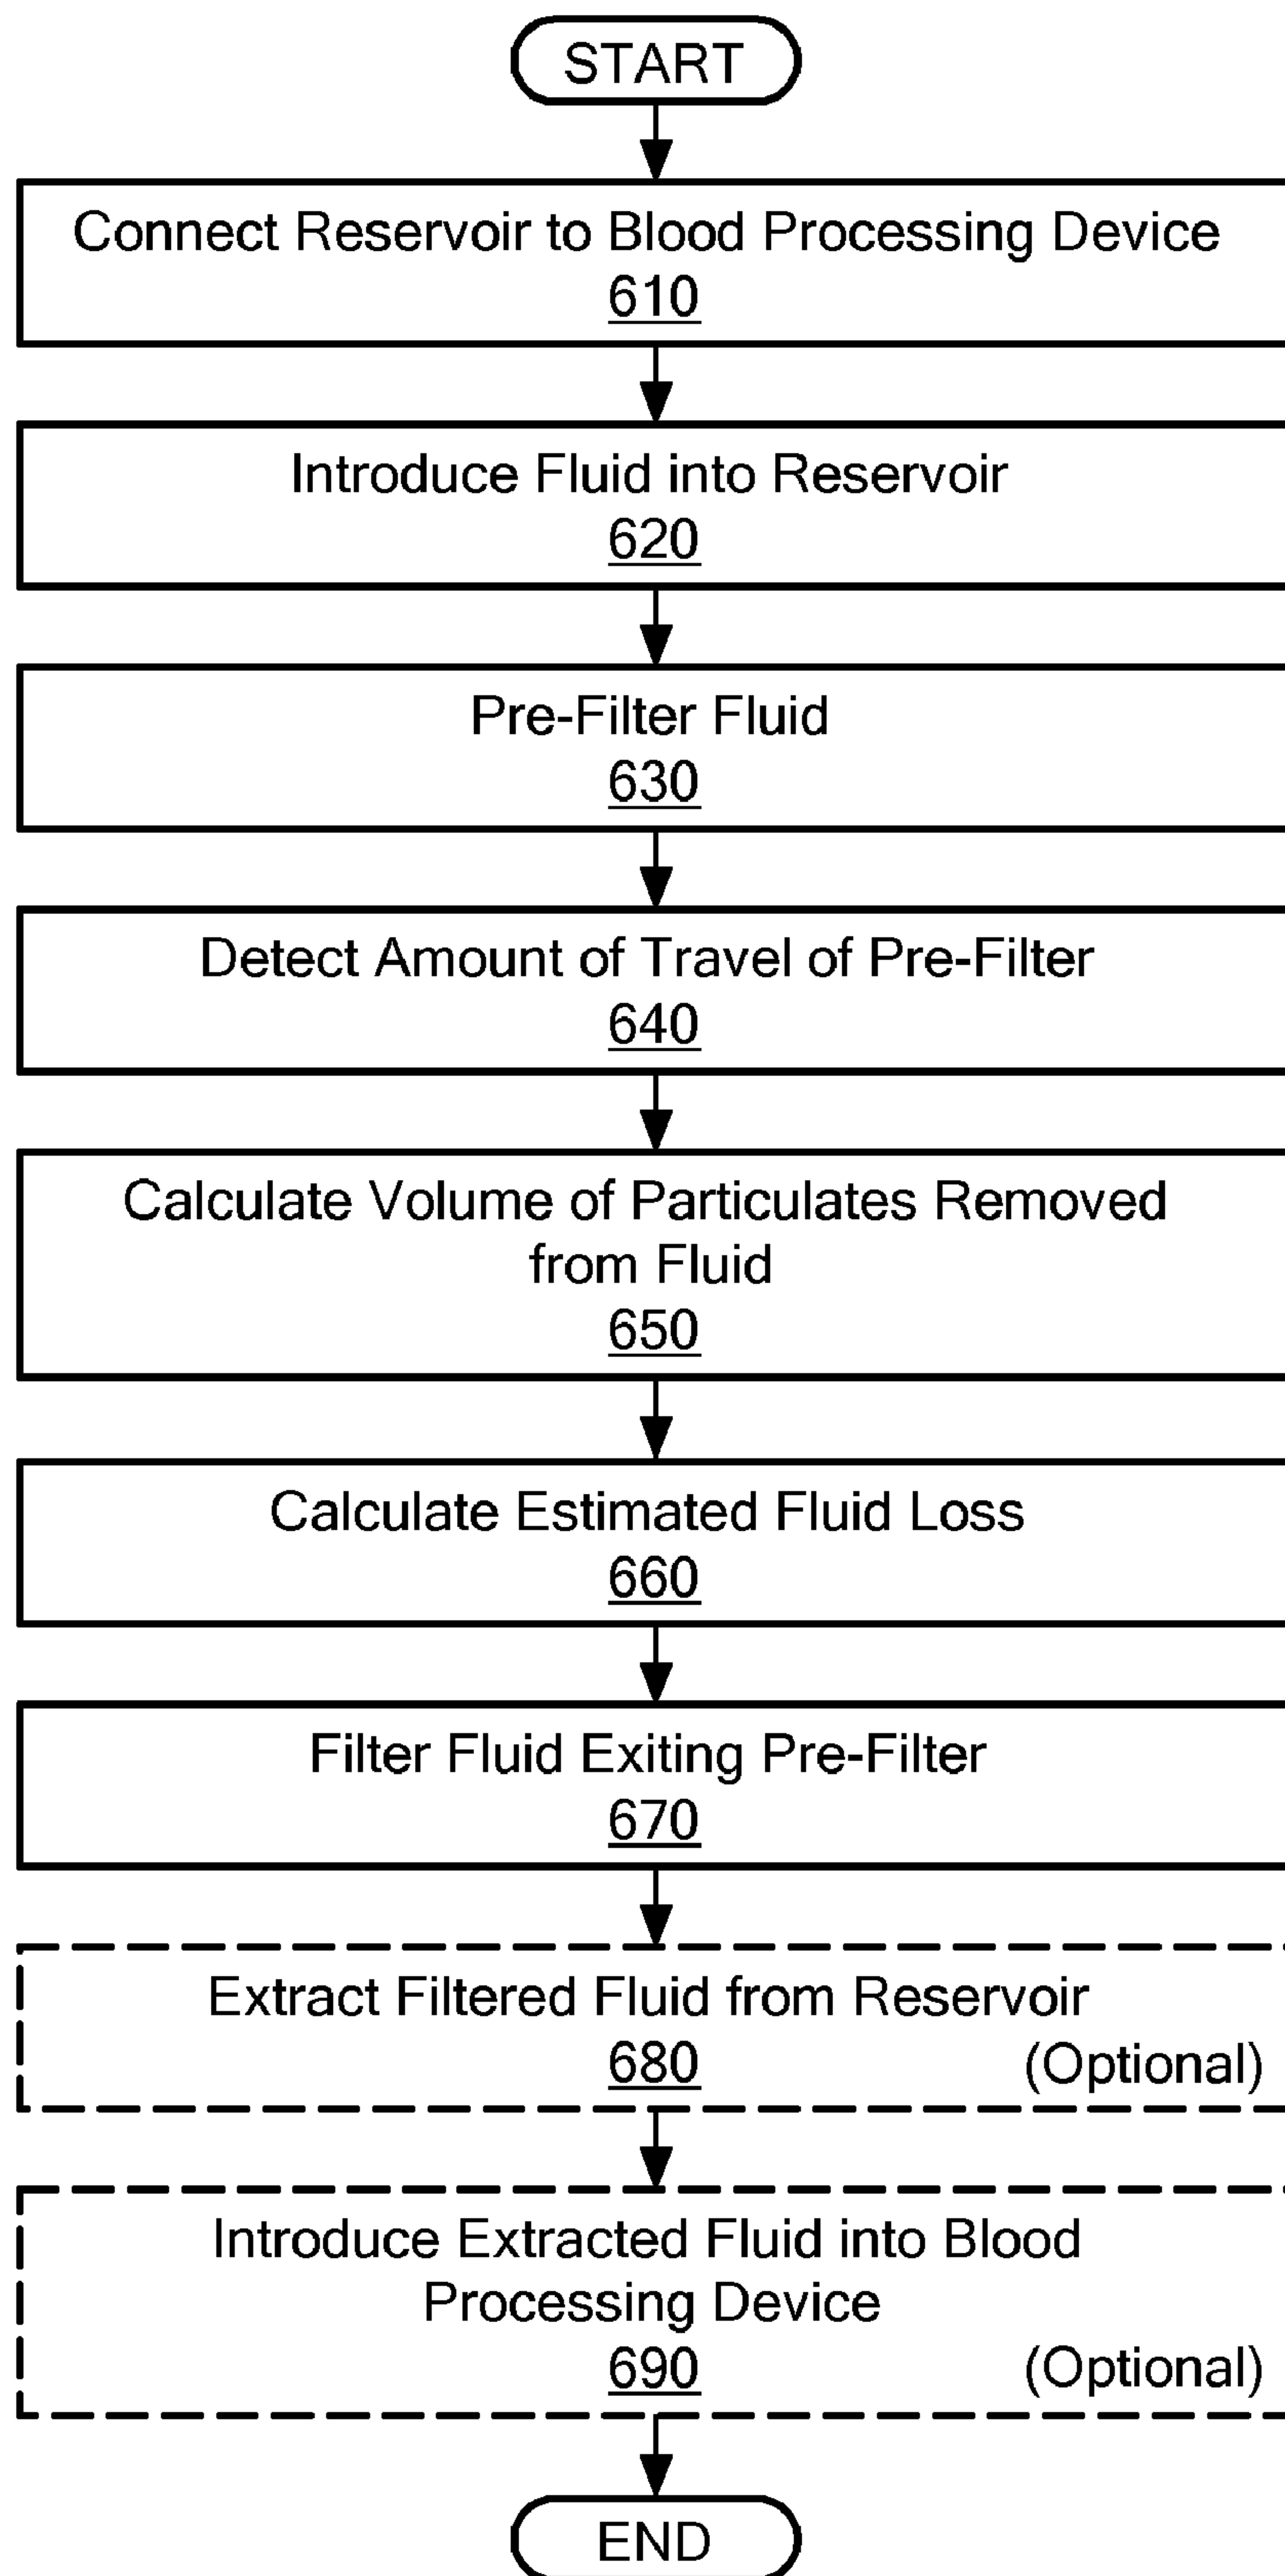 START
Connect Reservoir to Blood Processing Device
610
Introduce Fluid into Reservoir
620
Pre-Filter Fluid
630
Detect Amount of Travel of Pre-Filter
640
Calculate Volume of Particulates Removed
from Fluid
650
Calculate Estimated Fluid Loss
660
Filter Fluid Exiting Pre-Filter
670
Extract Filtered Fluid from Reservoir
680 (Optional)
Introduce Extracted Fluid into Blood
Processing Device
690 (Optional)
END